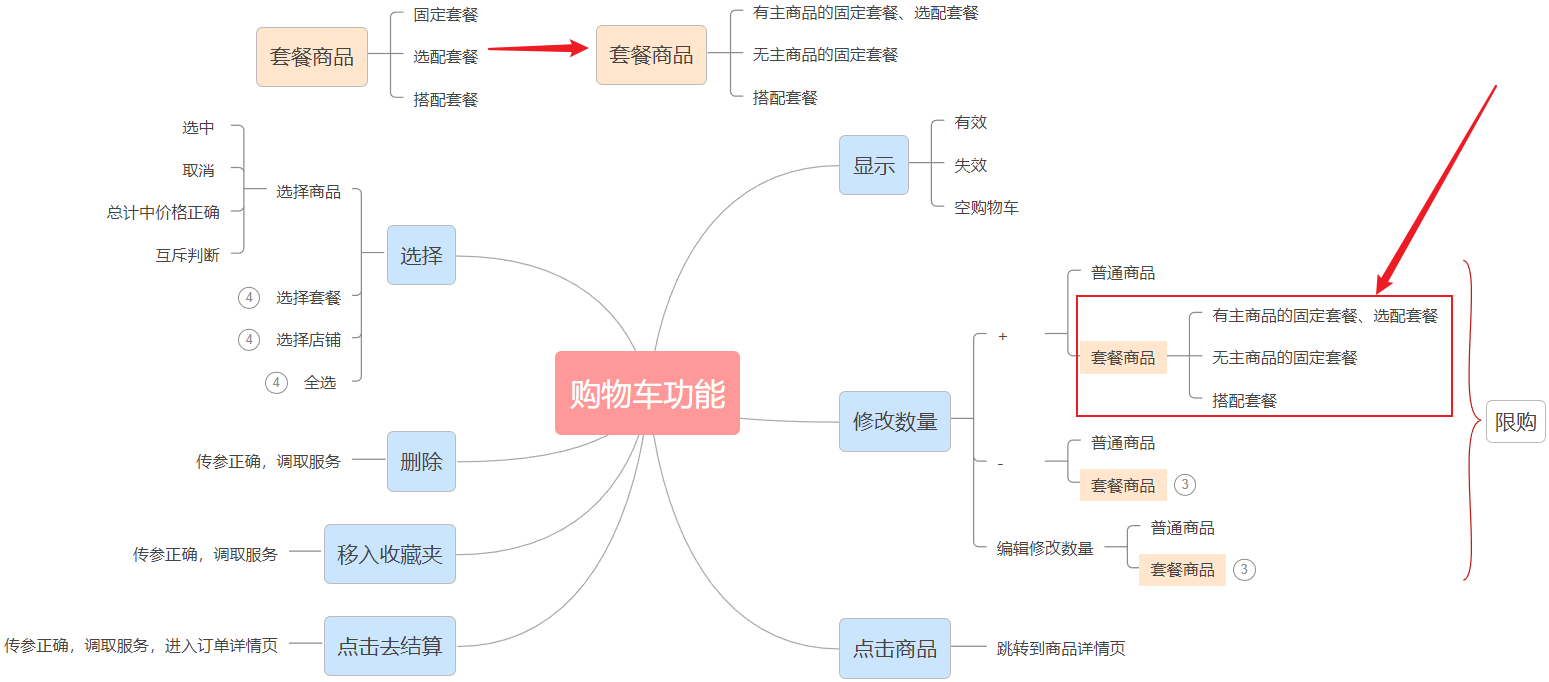 套餐商品
固定套餐
选配套餐
搭配套餐
套餐商品
有主商品的固定套餐、选配套餐
无主商品的固定套餐
搭配套餐
购物车功能
选择
选择商品
选中
取消
总计中价格正确
互斥判断
选择套餐
4
选择店铺
4
全选
4
删除
传参正确，调取服务
移入收藏夹
传参正确，调取服务
点击去结算
传参正确，调取服务，进入订单详情页
显示
有效
失效
空购物车
修改数量
+
普通商品
套餐商品
有主商品的固定套餐、选配套餐
无主商品的固定套餐
搭配套餐
-
普通商品
套餐商品
3
编辑修改数量
普通商品
套餐商品
3
限购
点击商品
跳转到商品详情页